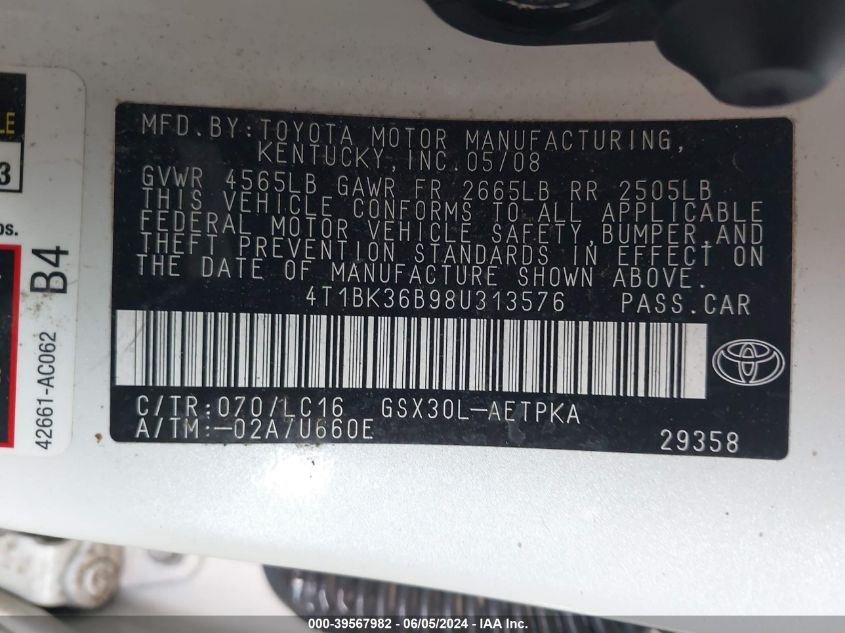 MFD.BY:TOYOTA MOTOR MANUFACTURING,
KENTUCKY,INC.05/08
GVWR 4565LB GAWR FR 2665LB RR 2505LB
THIS VEHICLE CONFORMS TO ALL APPLICABLE
FEDERAL MOTOR VEHICLE SAFETY,BUMPER,AND
THEFT PREVENTION STANDARDS IN EFFECT ON
THE DATE OF MANUFACTURE SHOWN ABOVE.
4T1BK36B98U313576 PASS.CAR
C/TR:070/LC16 GSX30L-AETPKA
A/TM:-02A/U660E
29358
LE
3
os.
B4
42661-AC062
000-39567982 - 06/05/2024 - IAA Inc.